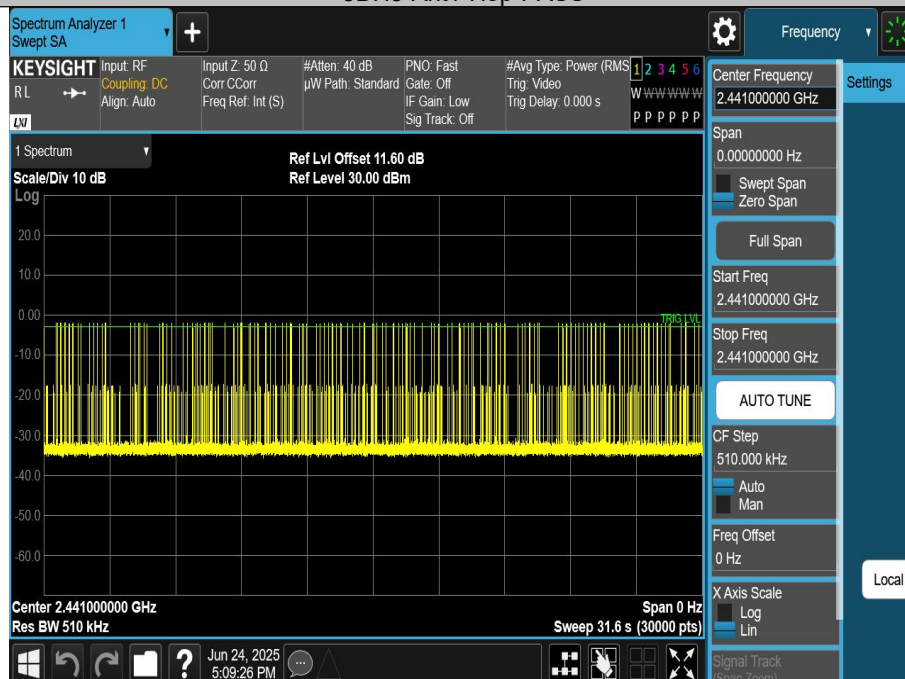 Spectrum Analyzer 1
Swept SA
Frequency
KEYSIGHT
RL
LXI
Input: RF
Coupling: DC
Align: Auto
Input Z: 50 Ω
Corr CCorr
Freq Ref: Int (S)
#Atten: 40 dB
µW Path: Standard
PNO: Fast
Gate: Off
IF Gain: Low
Sig Track: Off
#Avg Type: Power (RMS
Trig: Video
Trig Delay: 0.000 s
1 2 3 4 5 6
W W W W W W
P P P P P P
1 Spectrum
Scale/Div 10 dB
Log
Ref Lvl Offset 11.60 dB
Ref Level 30.00 dBm
20.0
10.0
0.00
-10.0
-20.0
-30.0
-40.0
-50.0
-60.0
TRIG LVL
Center 2.441000000 GHz
Res BW 510 kHz
Span 0 Hz
Sweep 31.6 s (30000 pts)
Center Frequency
2.441000000 GHz
Span
0.00000000 Hz
Swept Span
Zero Span
Full Span
Start Freq
2.441000000 GHz
Stop Freq
2.441000000 GHz
AUTO TUNE
CF Step
510.000 kHz
Auto
Man
Freq Offset
0 Hz
X Axis Scale
Log
Lin
Signal Track
(Span Zoom)
Settings
Local
?
Jun 24, 2025
5:09:26 PM